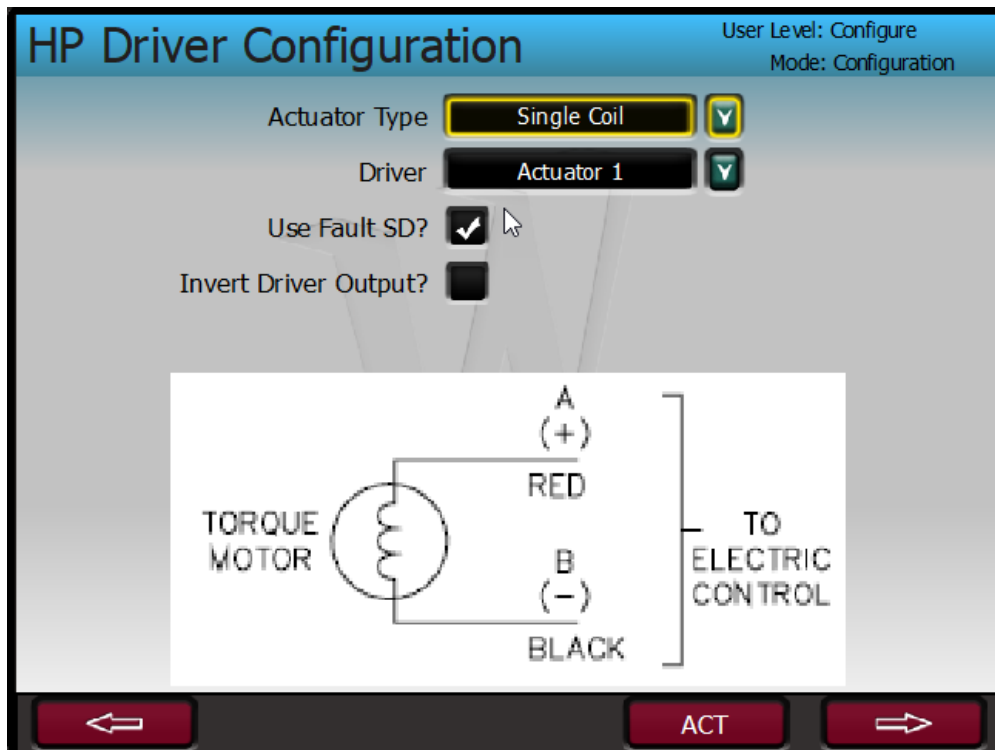 HP Driver Configuration
User Level: Configure
Mode: Configuration
Actuator Type
Single Coil
Driver
Actuator 1
Use Fault SD?
Invert Driver Output?
A
(+)
RED
TORQUE
MOTOR
B
(−)
BLACK
TO
ELECTRIC
CONTROL
ACT